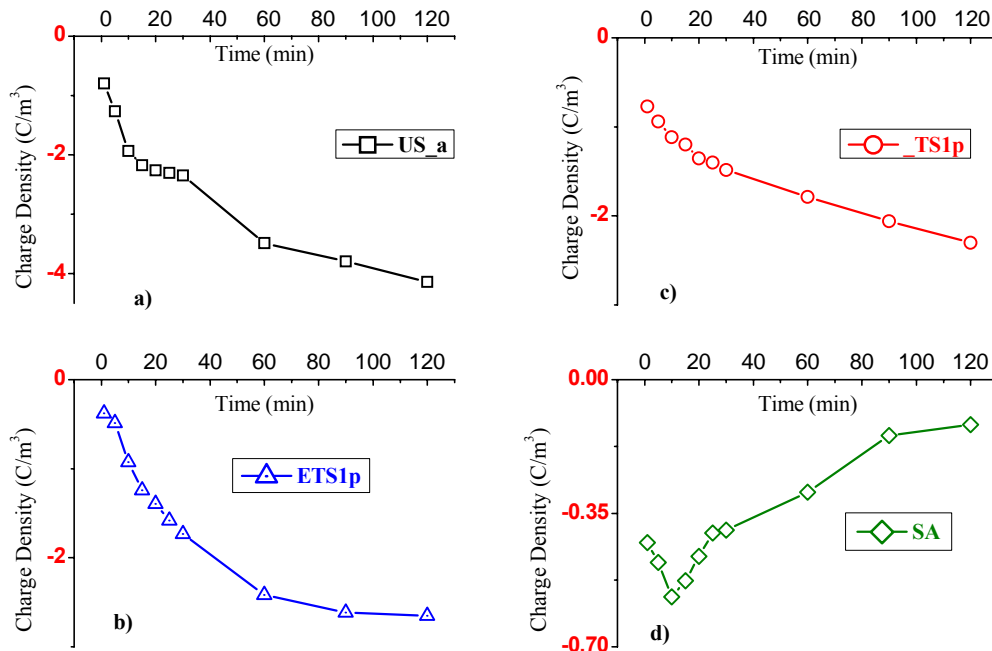 0 20 40 60 80 100 120
Time (min)
0
-2
-4
Charge Density (C/m³)
US_a
a)
0 20 40 60 80 100 120
Time (min)
0
-2
Charge Density (C/m³)
_TS1p
c)
0 20 40 60 80 100 120
Time (min)
0
-2
Charge Density (C/m³)
ETS1p
b)
0 20 40 60 80 100 120
Time (min)
0.00
-0.35
-0.70
Charge Density (C/m³)
SA
d)